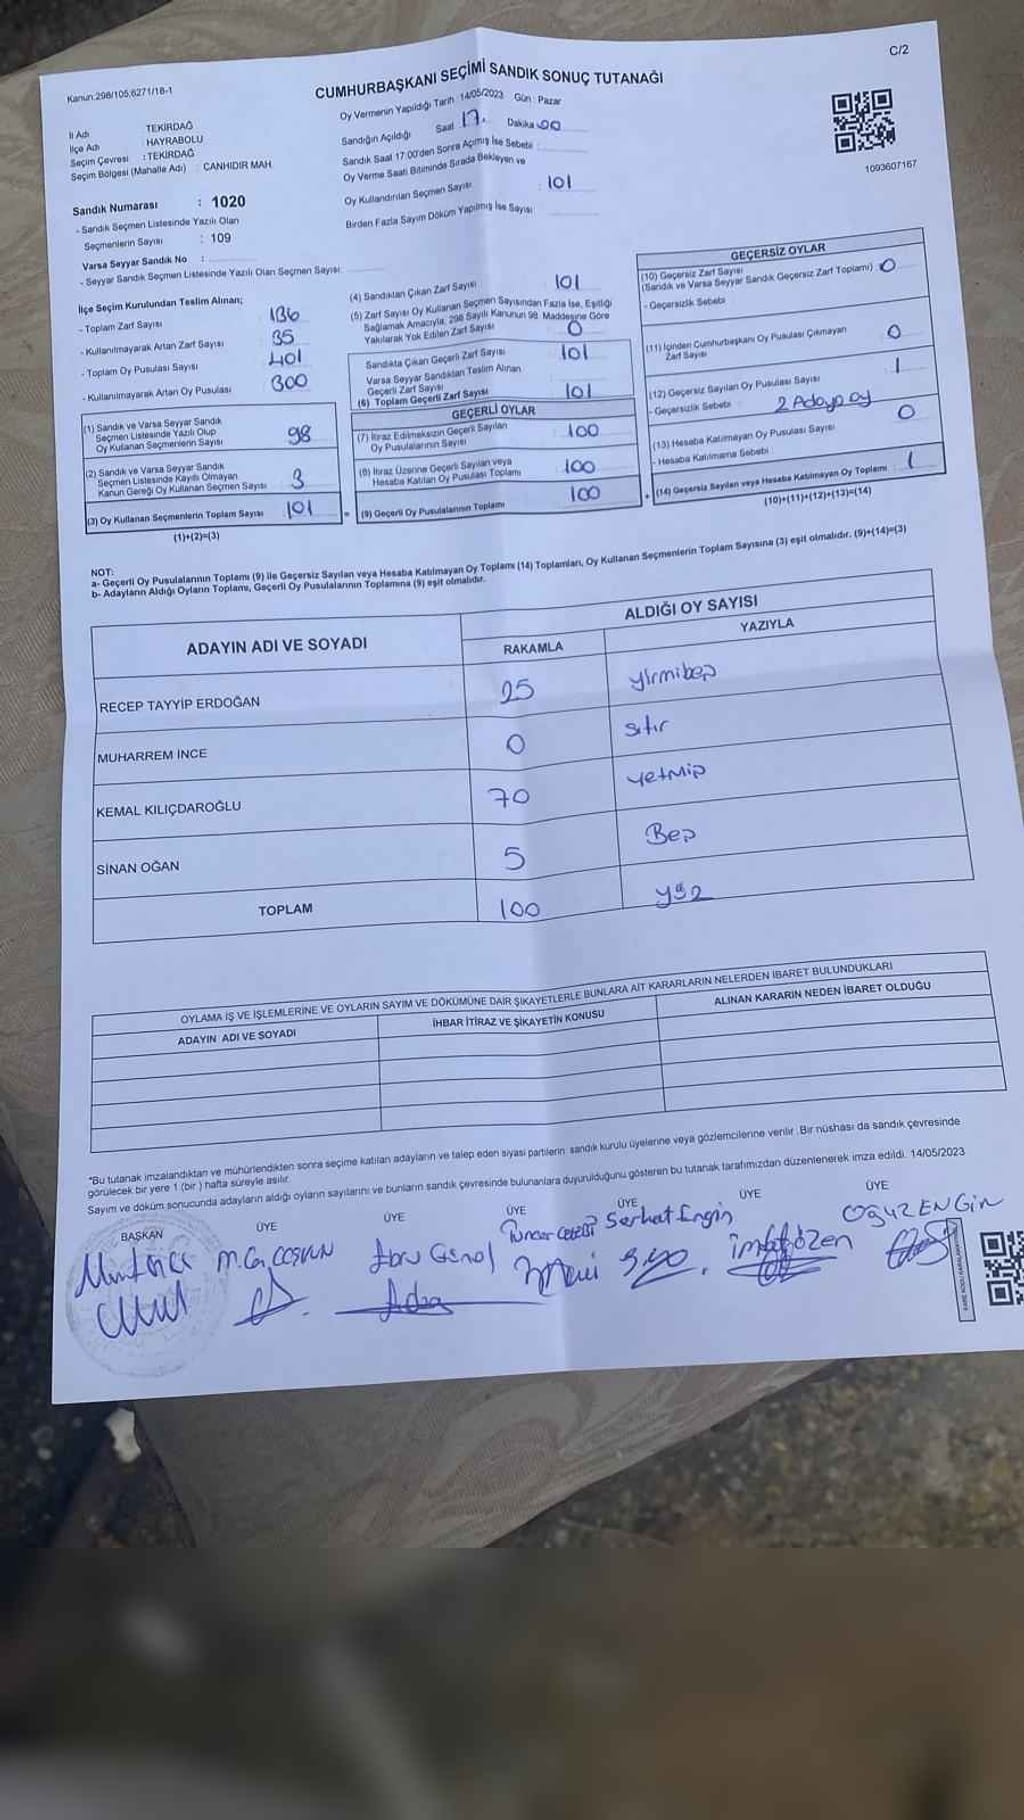 C/2
Kanun:298/105,6271/18-1
CUMHURBAŞKANI SEÇİMİ SANDIK SONUÇ TUTANAĞI
Oy Vermenin Yapıldığı Tarih :14/05/2023 Gün : Pazar
İl Adı TEKİRDAĞ
İlçe Adı HAYRABOLU
Seçim Çevresi : TEKİRDAĞ
Seçim Bölgesi (Mahalle Adı) : CANHIDIR MAH.
Sandığın Açıldığı Saat 17. Dakika 00
Sandık Saat 17:00'den Sonra Açılmış İse Sebebi :
Oy Verme Saati Bitiminde Sırada Bekleyen ve
Oy Kullandırılan Seçmen Sayısı : 101
Birden Fazla Sayım Döküm Yapılmış İse Sayısı
1093607167
Sandık Numarası : 1020
- Sandık Seçmen Listesinde Yazılı Olan
Seçmenlerin Sayısı : 109
Varsa Seyyar Sandık No :
- Seyyar Sandık Seçmen Listesinde Yazılı Olan Seçmen Sayısı:
İlçe Seçim Kurulundan Teslim Alınan;
- Toplam Zarf Sayısı 136
- Kullanılmayarak Artan Zarf Sayısı 35
- Toplam Oy Pusulası Sayısı 401
- Kullanılmayarak Artan Oy Pusulası 300
(1) Sandık ve Varsa Seyyar Sandık
Seçmen Listesinde Yazılı Olup
Oy Kullanan Seçmenlerin Sayısı 98
(2) Sandık ve Varsa Seyyar Sandık
Seçmen Listesinde Kayıtlı Olmayan
Kanun Gereği Oy Kullanan Seçmen Sayısı 3
(3) Oy Kullanan Seçmenlerin Toplam Sayısı 101
(1)+(2)=(3)
(4) Sandıktan Çıkan Zarf Sayısı 101
(5) Zarf Sayısı Oy Kullanan Seçmen Sayısından Fazla İse, Eşitliği
Sağlamak Amacıyla, 298 Sayılı Kanunun 98. Maddesine Göre
Yakılarak Yok Edilen Zarf Sayısı 0
Sandıkta Çıkan Geçerli Zarf Sayısı 101
Varsa Seyyar Sandıktan Teslim Alınan
Geçerli Zarf Sayısı
(6) Toplam Geçerli Zarf Sayısı 101
GEÇERLİ OYLAR
(7) İtiraz Edilmeksizin Geçerli Sayılan
Oy Pusulalarının Sayısı 100
(8) İtiraz Üzerine Geçerli Sayılan veya
Hesaba Katılan Oy Pusulası Toplamı 100
= (9) Geçerli Oy Pusulalarının Toplamı 100
GEÇERSİZ OYLAR
(10) Geçersiz Zarf Sayısı
(Sandık ve Varsa Seyyar Sandık Geçersiz Zarf Toplamı) 0
- Geçersizlik Sebebi
(11) İçinden Cumhurbaşkanı Oy Pusulası Çıkmayan
Zarf Sayısı 0
(12) Geçersiz Sayılan Oy Pusulası Sayısı 1
- Geçersizlik Sebebi 2 Adaya oy
(13) Hesaba Katılmayan Oy Pusulası Sayısı 0
- Hesaba Katılmama Sebebi
+ (14) Geçersiz Sayılan veya Hesaba Katılmayan Oy Toplamı 1
(10)+(11)+(12)+(13)=(14)
NOT:
a- Geçerli Oy Pusulalarının Toplamı (9) ile Geçersiz Sayılan veya Hesaba Katılmayan Oy Toplamı (14) Toplamları, Oy Kullanan Seçmenlerin Toplam Sayısına (3) eşit olmalıdır. (9)+(14)=(3)
b- Adayların Aldığı Oyların Toplamı, Geçerli Oy Pusulalarının Toplamına (9) eşit olmalıdır.
ADAYIN ADI VE SOYADI
ALDIĞI OY SAYISI
RAKAMLA YAZIYLA
RECEP TAYYİP ERDOĞAN 25 yirmibeş
MUHARREM İNCE 0 sıfır
KEMAL KILIÇDAROĞLU 70 yetmiş
SİNAN OĞAN 5 Beş
TOPLAM 100 yüz
OYLAMA İŞ VE İŞLEMLERİNE VE OYLARIN SAYIM VE DÖKÜMÜNE DAİR ŞİKAYETLERLE BUNLARA AİT KARARLARIN NELERDEN İBARET BULUNDUKLARI
ADAYIN ADI VE SOYADI
İHBAR İTİRAZ VE ŞİKAYETİN KONUSU
ALINAN KARARIN NEDEN İBARET OLDUĞU
*Bu tutanak imzalandıktan ve mühürlendikten sonra seçime katılan adayların ve talep eden siyasi partilerin sandık kurulu üyelerine veya gözlemcilerine verilir. Bir nüshası da sandık çevresinde
görülecek bir yere 1 (bir ) hafta süreyle asılır.
Sayım ve döküm sonucunda adayların aldığı oyların sayılarını ve bunların sandık çevresinde bulunanlara duyurulduğunu gösteren bu tutanak tarafımızdan düzenlenerek imza edildi. 14/05/2023
BAŞKAN ÜYE ÜYE ÜYE ÜYE ÜYE ÜYE
Serhat Engin
OĞUZ ENGİN